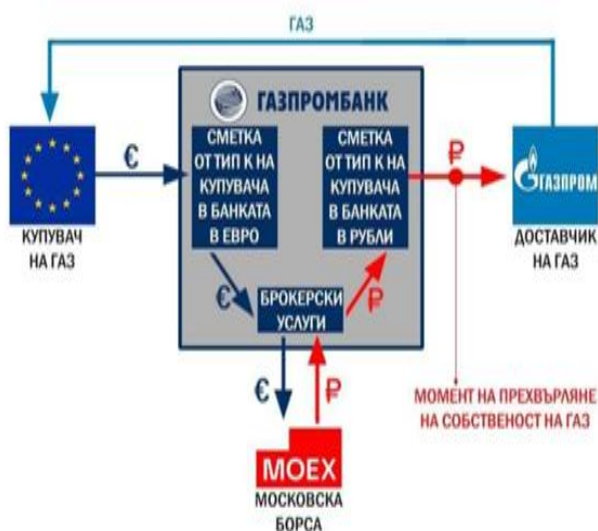 ГАЗ
ГАЗПРОМБАНК
СМЕТКА
ОТ ТИП К НА
КУПУВАЧА
В БАНКАТА
В ЕВРО
СМЕТКА
ОТ ТИП К НА
КУПУВАЧА
В БАНКАТА
В РУБЛИ
€
₽
ГАЗПРОМ
КУПУВАЧ
НА ГАЗ
ДОСТАВЧИК
НА ГАЗ
€
₽
БРОКЕРСКИ
УСЛУГИ
€
₽
МОМЕНТ НА ПРЕХВЪРЛЯНЕ
НА СОБСТВЕНОСТ НА ГАЗ
MOEX
МОСКОВСКА
БОРСА